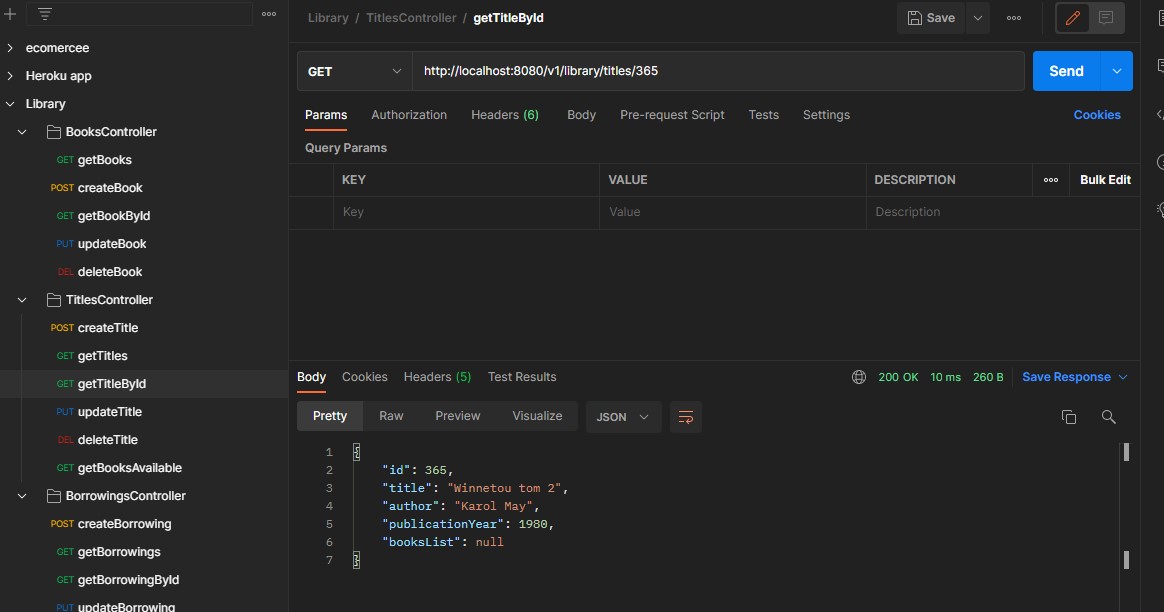 ecomercee
Heroku app
Library
BooksController
GET getBooks
POST createBook
GET getBookById
PUT updateBook
DEL deleteBook
TitlesController
POST createTitle
GET getTitles
GET getTitleById
PUT updateTitle
DEL deleteTitle
GET getBooksAvailable
BorrowingsController
POST createBorrowing
GET getBorrowings
GET getBorrowingById
PUT updateBorrowing
Library / TitlesController / getTitleById
Save
GET http://localhost:8080/v1/library/titles/365 Send
Params Authorization Headers (6) Body Pre-request Script Tests Settings Cookies
Query Params
KEY VALUE DESCRIPTION Bulk Edit
Key Value Description
Body Cookies Headers (5) Test Results 200 OK 10 ms 260 B Save Response
Pretty Raw Preview Visualize JSON
1 {
2 "id": 365,
3 "title": "Winnetou tom 2",
4 "author": "Karol May",
5 "publicationYear": 1980,
6 "booksList": null
7 }